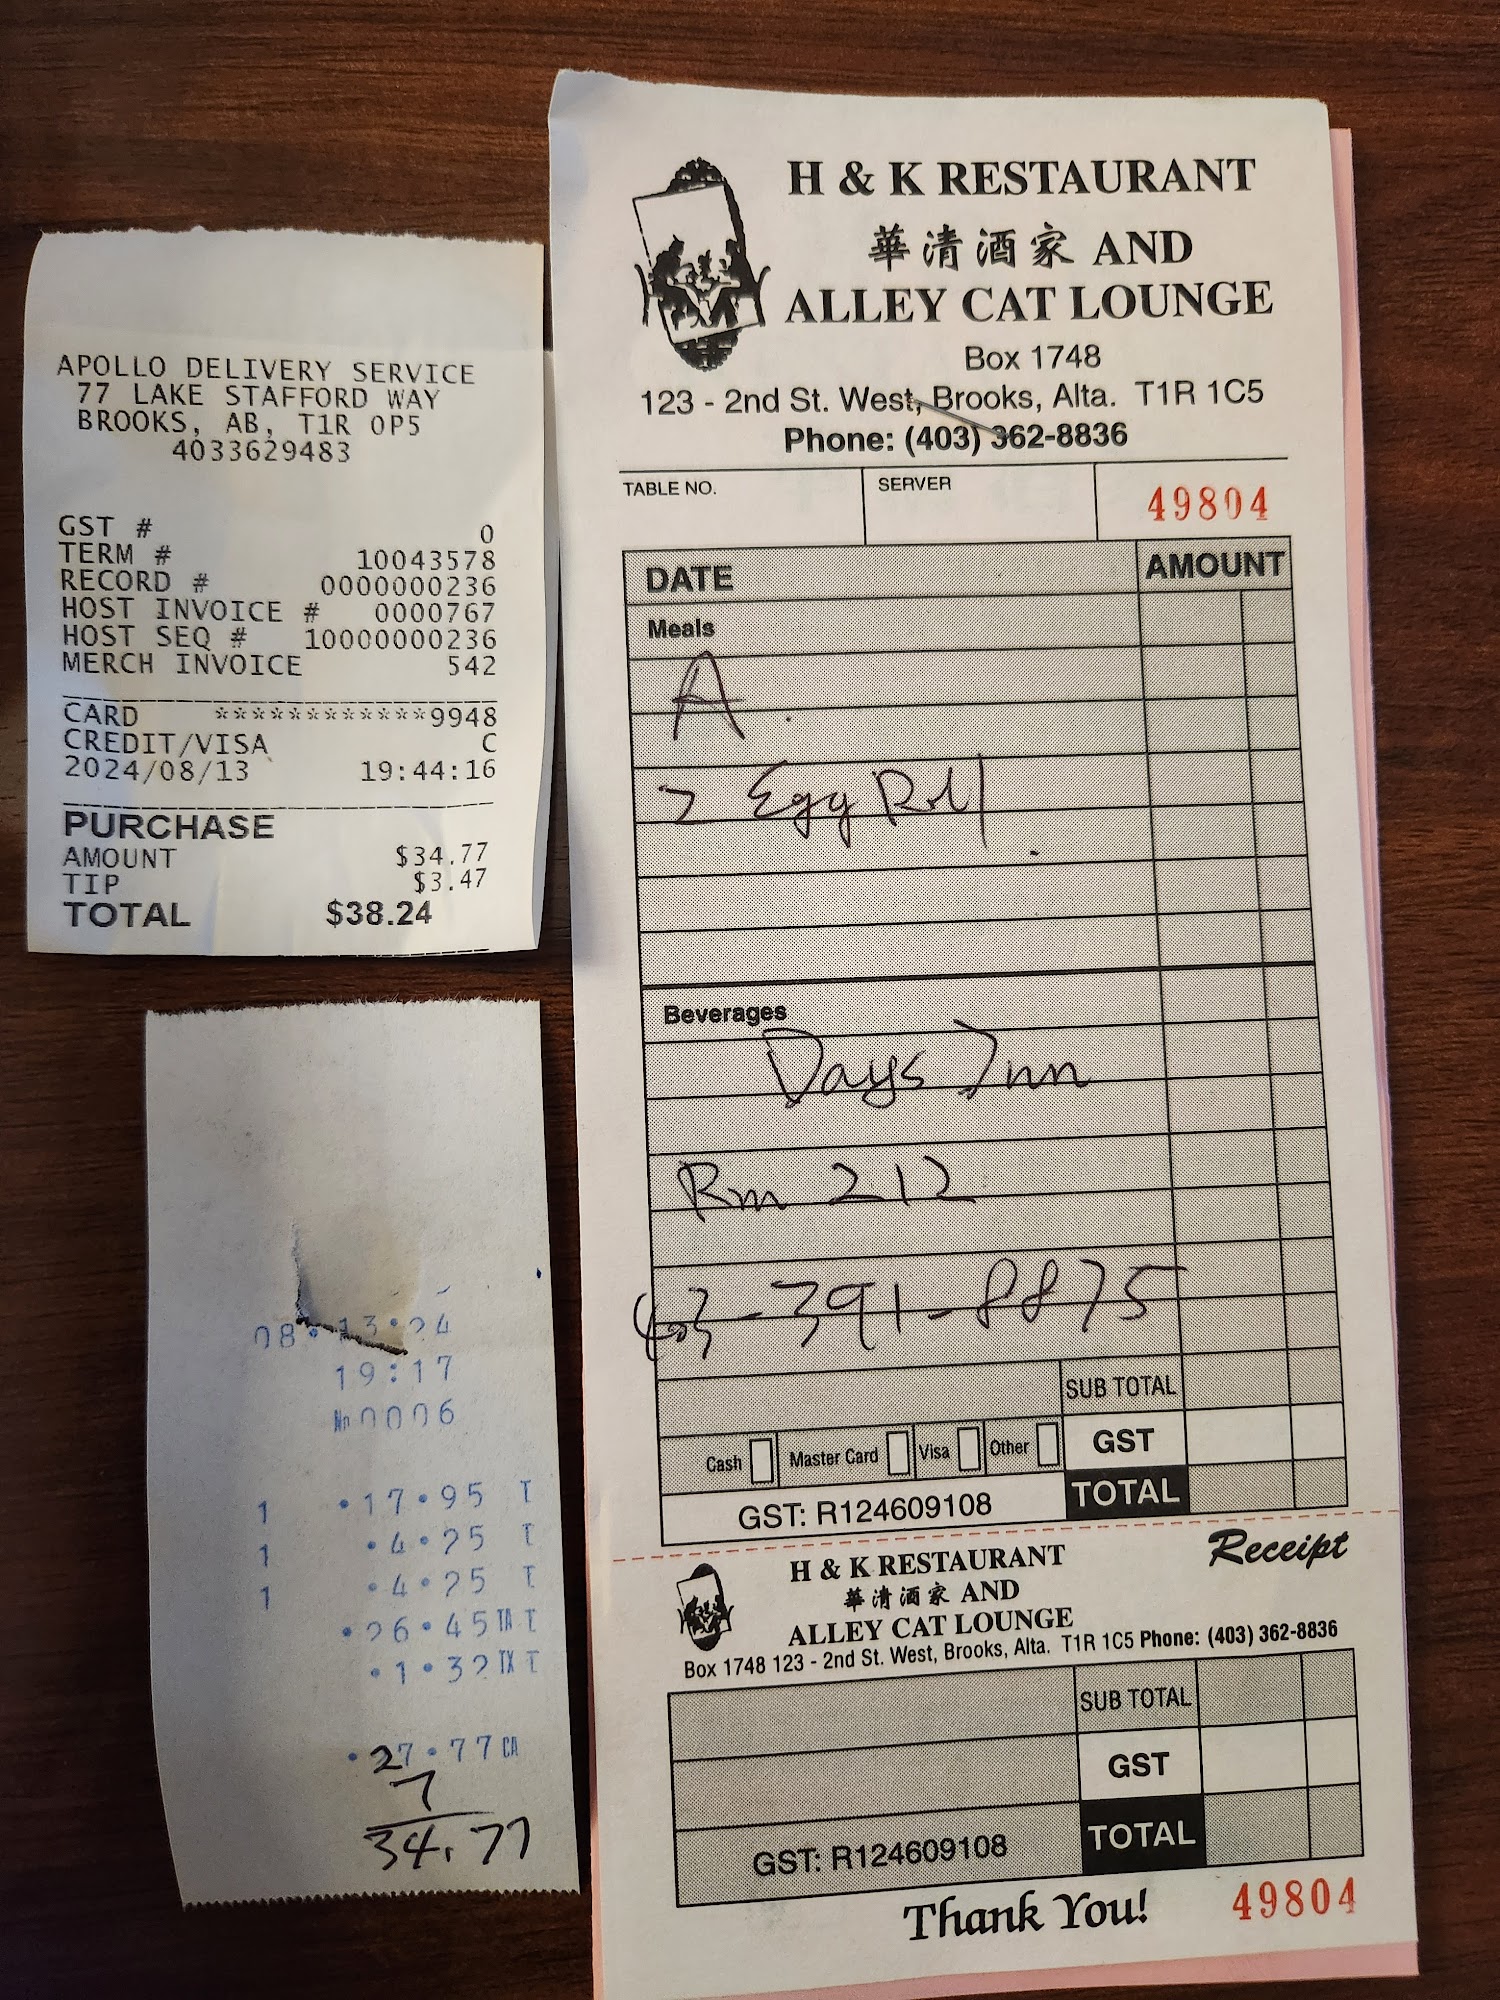 APOLLO DELIVERY SERVICE
77 LAKE STAFFORD WAY
BROOKS, AB, T1R 0P5
4033629483
GST # 0
TERM # 10043578
RECORD # 0000000236
HOST INVOICE # 0000767
HOST SEQ # 10000000236
MERCH INVOICE 542
CARD ************9948
CREDIT/VISA C
2024/08/13 19:44:16
PURCHASE
AMOUNT $34.77
TIP $3.47
TOTAL $38.24
08•13•24
19:17
№0006
1 •17•95 T
1 •4•25 T
1 •4•25 T
•26•45 TA T
•1•32 TX T
•27•77 CA
7
34.77
H & K RESTAURANT
華清酒家 AND
ALLEY CAT LOUNGE
Box 1748
123 - 2nd St. West, Brooks, Alta. T1R 1C5
Phone: (403) 362-8836
TABLE NO. SERVER 49804
DATE AMOUNT
Meals
A
2 Egg Roll
Beverages
Days Inn
Rm 212
403-391-8875
SUB TOTAL
Cash Master Card Visa Other GST
GST: R124609108 TOTAL
Receipt
H & K RESTAURANT
華清酒家 AND
ALLEY CAT LOUNGE
Box 1748 123 - 2nd St. West, Brooks, Alta. T1R 1C5 Phone: (403) 362-8836
SUB TOTAL
GST
GST: R124609108 TOTAL
Thank You! 49804